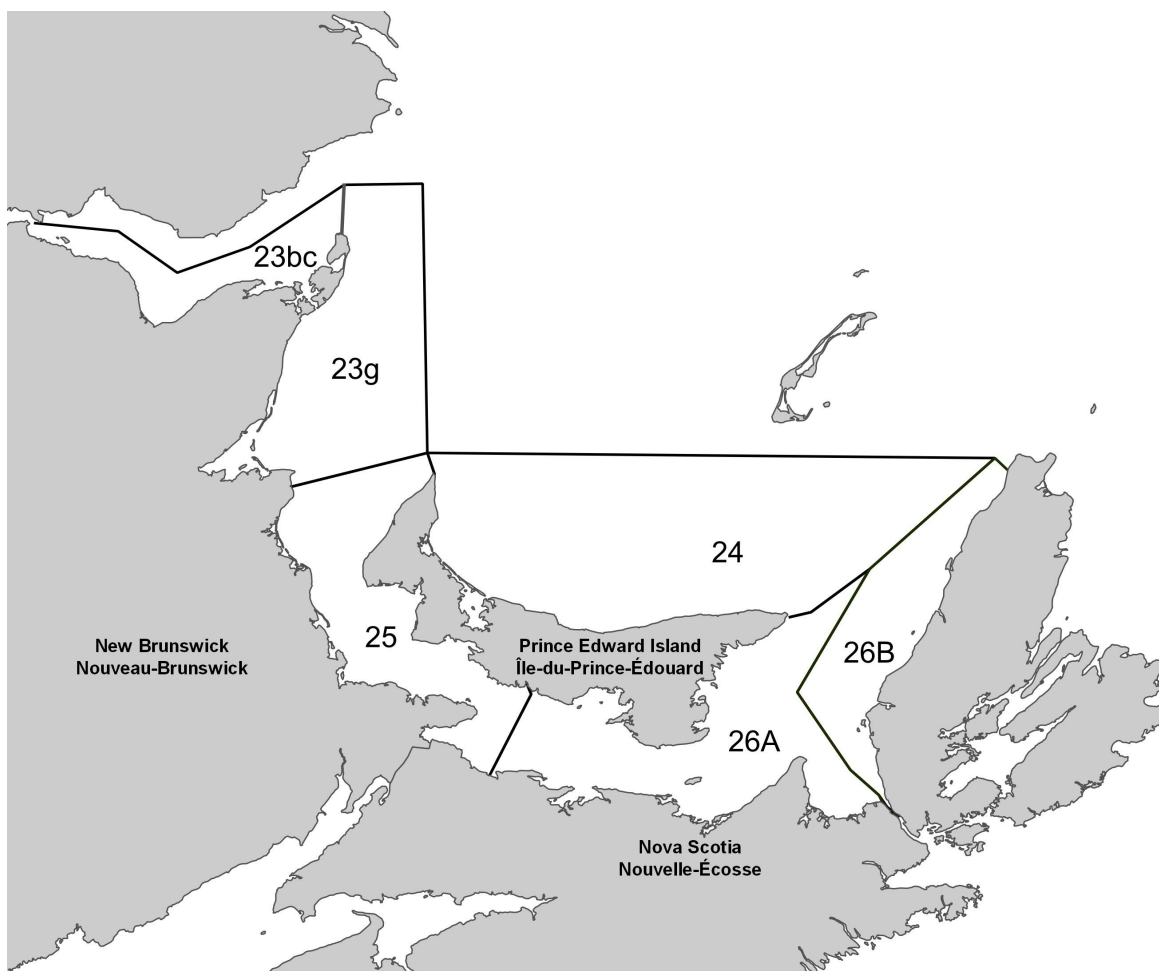 23bc
23g
24
25
New Brunswick
Nouveau-Brunswick
Prince Edward Island
Île-du-Prince-Édouard
26B
26A
Nova Scotia
Nouvelle-Écosse